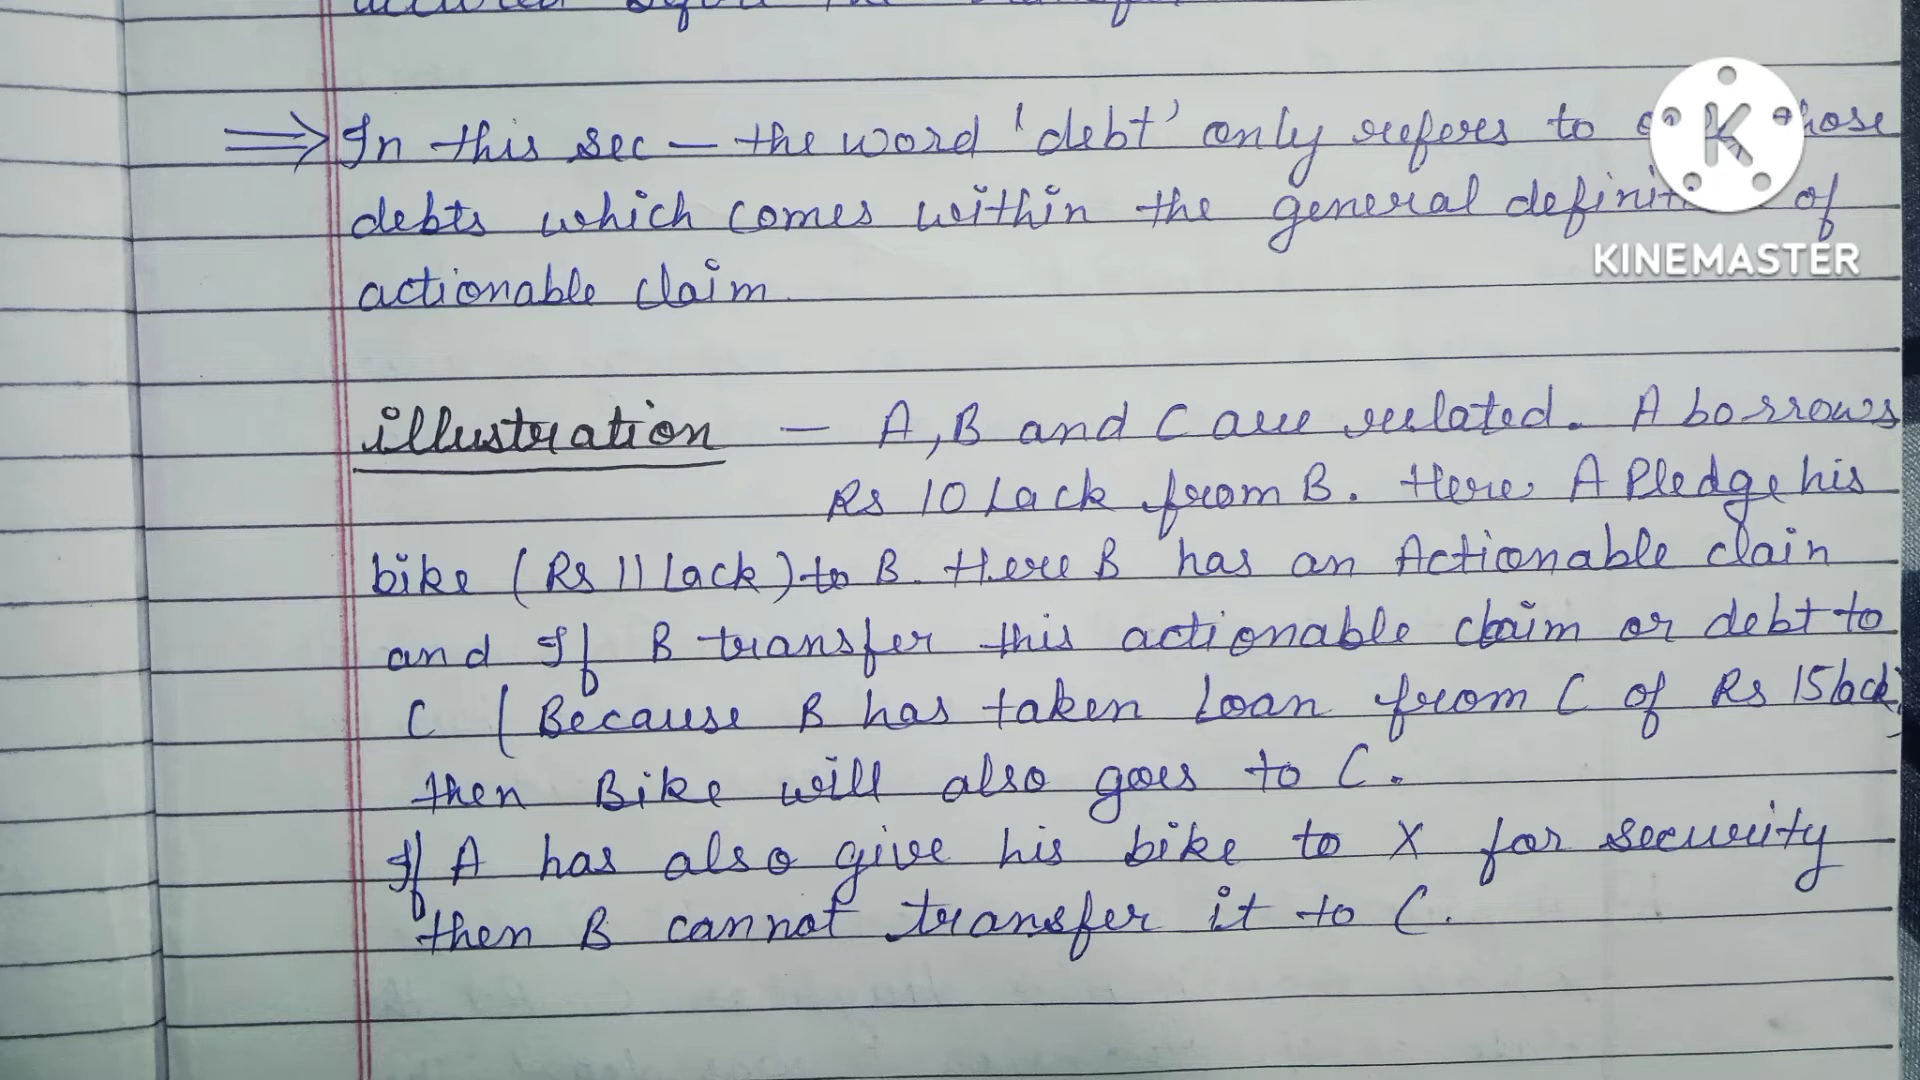 before the
In this sec – the word 'debt' only referes to those
debts which comes within the general definit of
actionable claim
KINEMASTER
illustration – A, B and C are related. A borrows
Rs 10 Lack from B. Here A Pledge his
bike (Rs 11 Lack) to B. Here B has an Actionable clain
and If B transfer this actionable claim or debt to
C (Because B has taken Loan from C of Rs 15 lack)
then Bike will also goes to C.
If A has also give his bike to X for security
then B cannot transfer it to C.